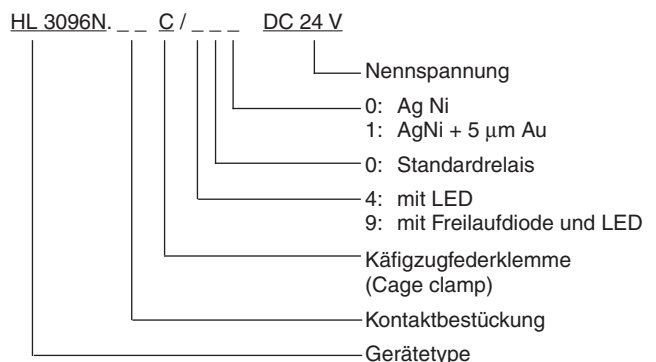 HL 3096N._ _ C / _ _ _ DC 24 V
Nennspannung
0: Ag Ni
1: AgNi + 5 µm Au
0: Standardrelais
4: mit LED
9: mit Freilaufdiode und LED
Käfigzugfederklemme
(Cage clamp)
Kontaktbestückung
Gerätetype